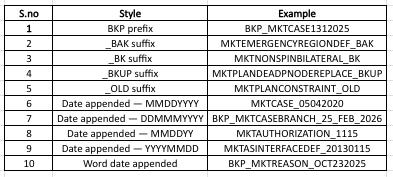 S.no Style Example
1 BKP prefix BKP_MKTCASE1312025
2 _BAK suffix MKTEMERGENCYREGIONDEF_BAK
3 _BK suffix MKTNONSPINBILATERAL_BK
4 _BKUP suffix MKTPLANDEADPNODEREPLACE_BKUP
5 _OLD suffix MKTPLANCONSTRAINT_OLD
6 Date appended — MMDDYYYY MKTCASE_05042020
7 Date appended — DDMMMYYYY BKP_MKTCASEBRANCH_25_FEB_2026
8 Date appended — MMDDYY MKTAUTHORIZATION_1115
9 Date appended — YYYYMMDD MKTASINTERFACEDEF_20130115
10 Word date appended BKP_MKTREASON_OCT232025